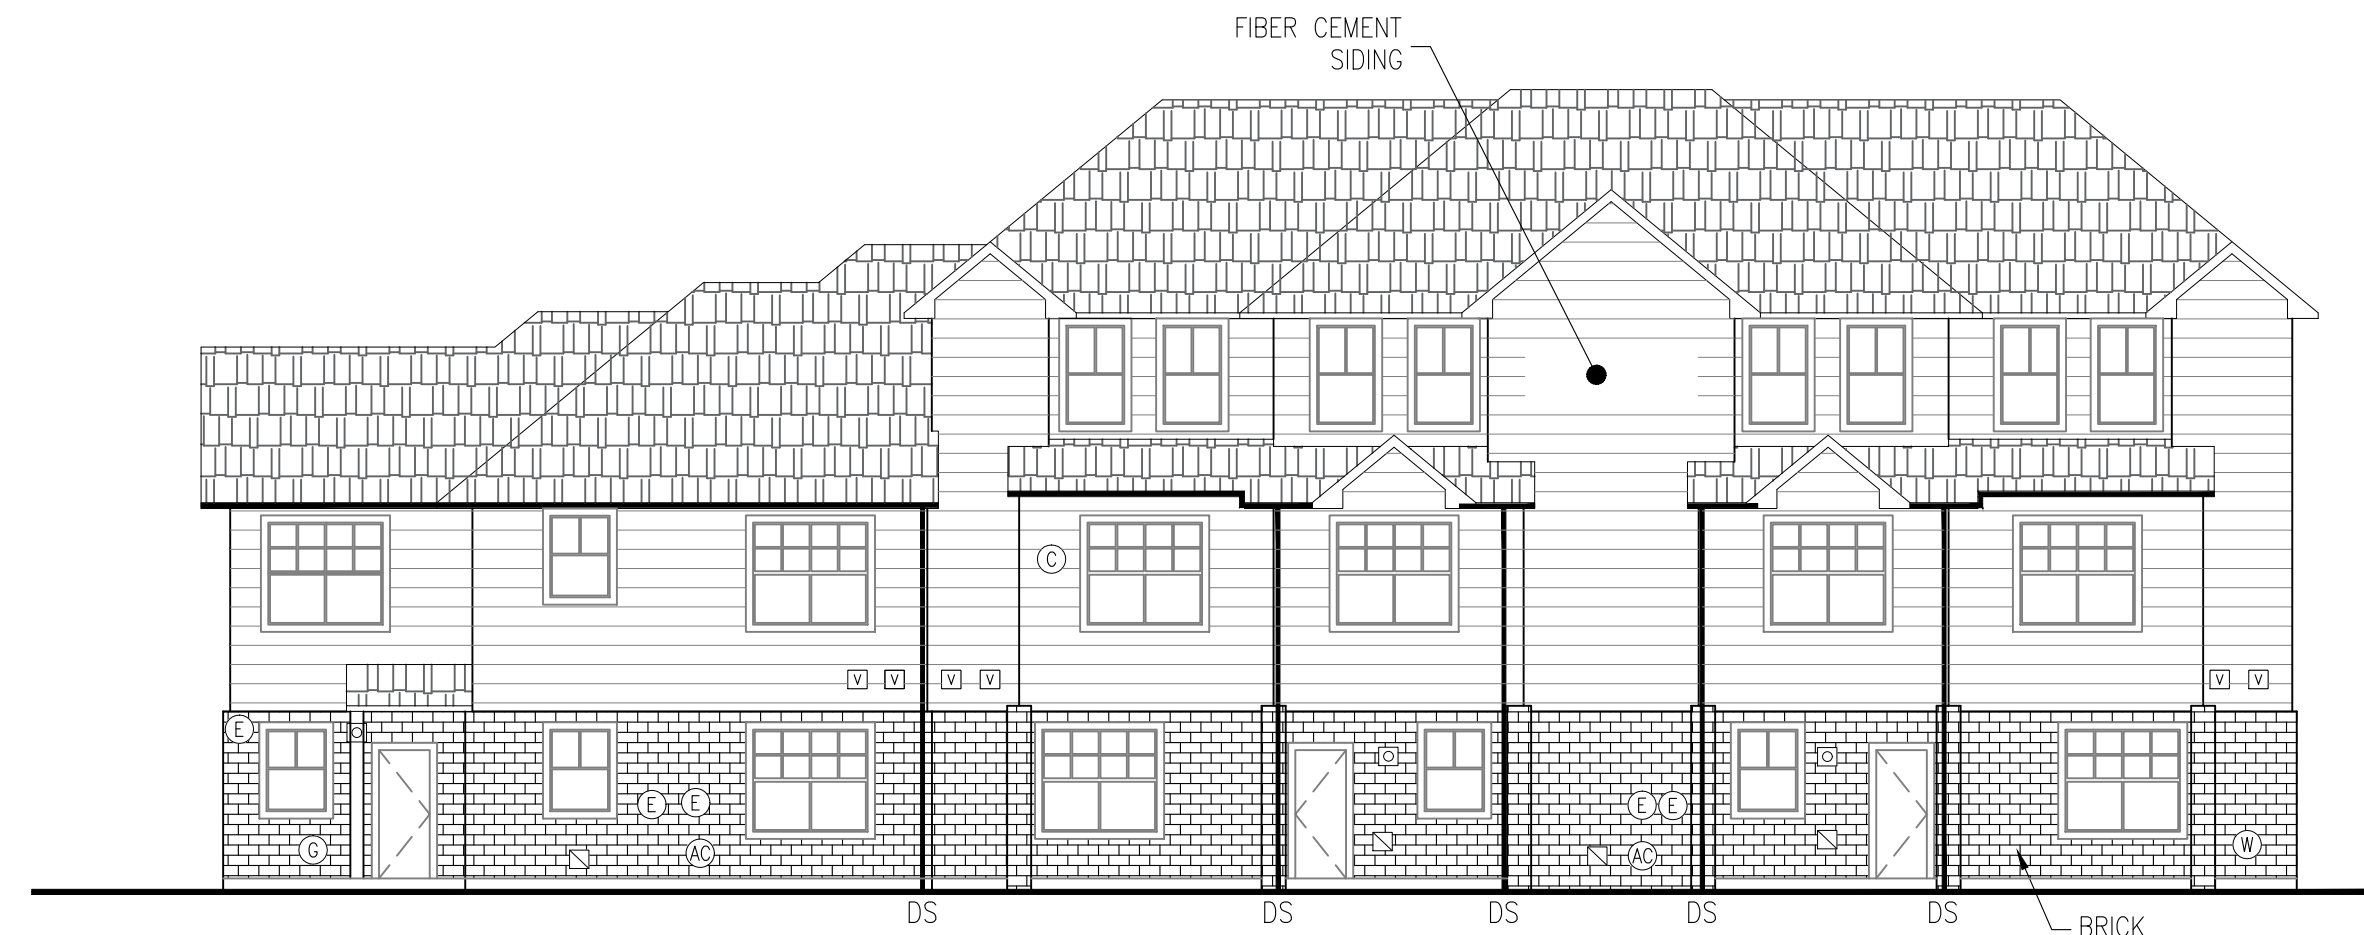 FIBER CEMENT
SIDING
C
V V V V V V
E
E E E E
G AC AC W
DS DS DS DS DS
BRICK